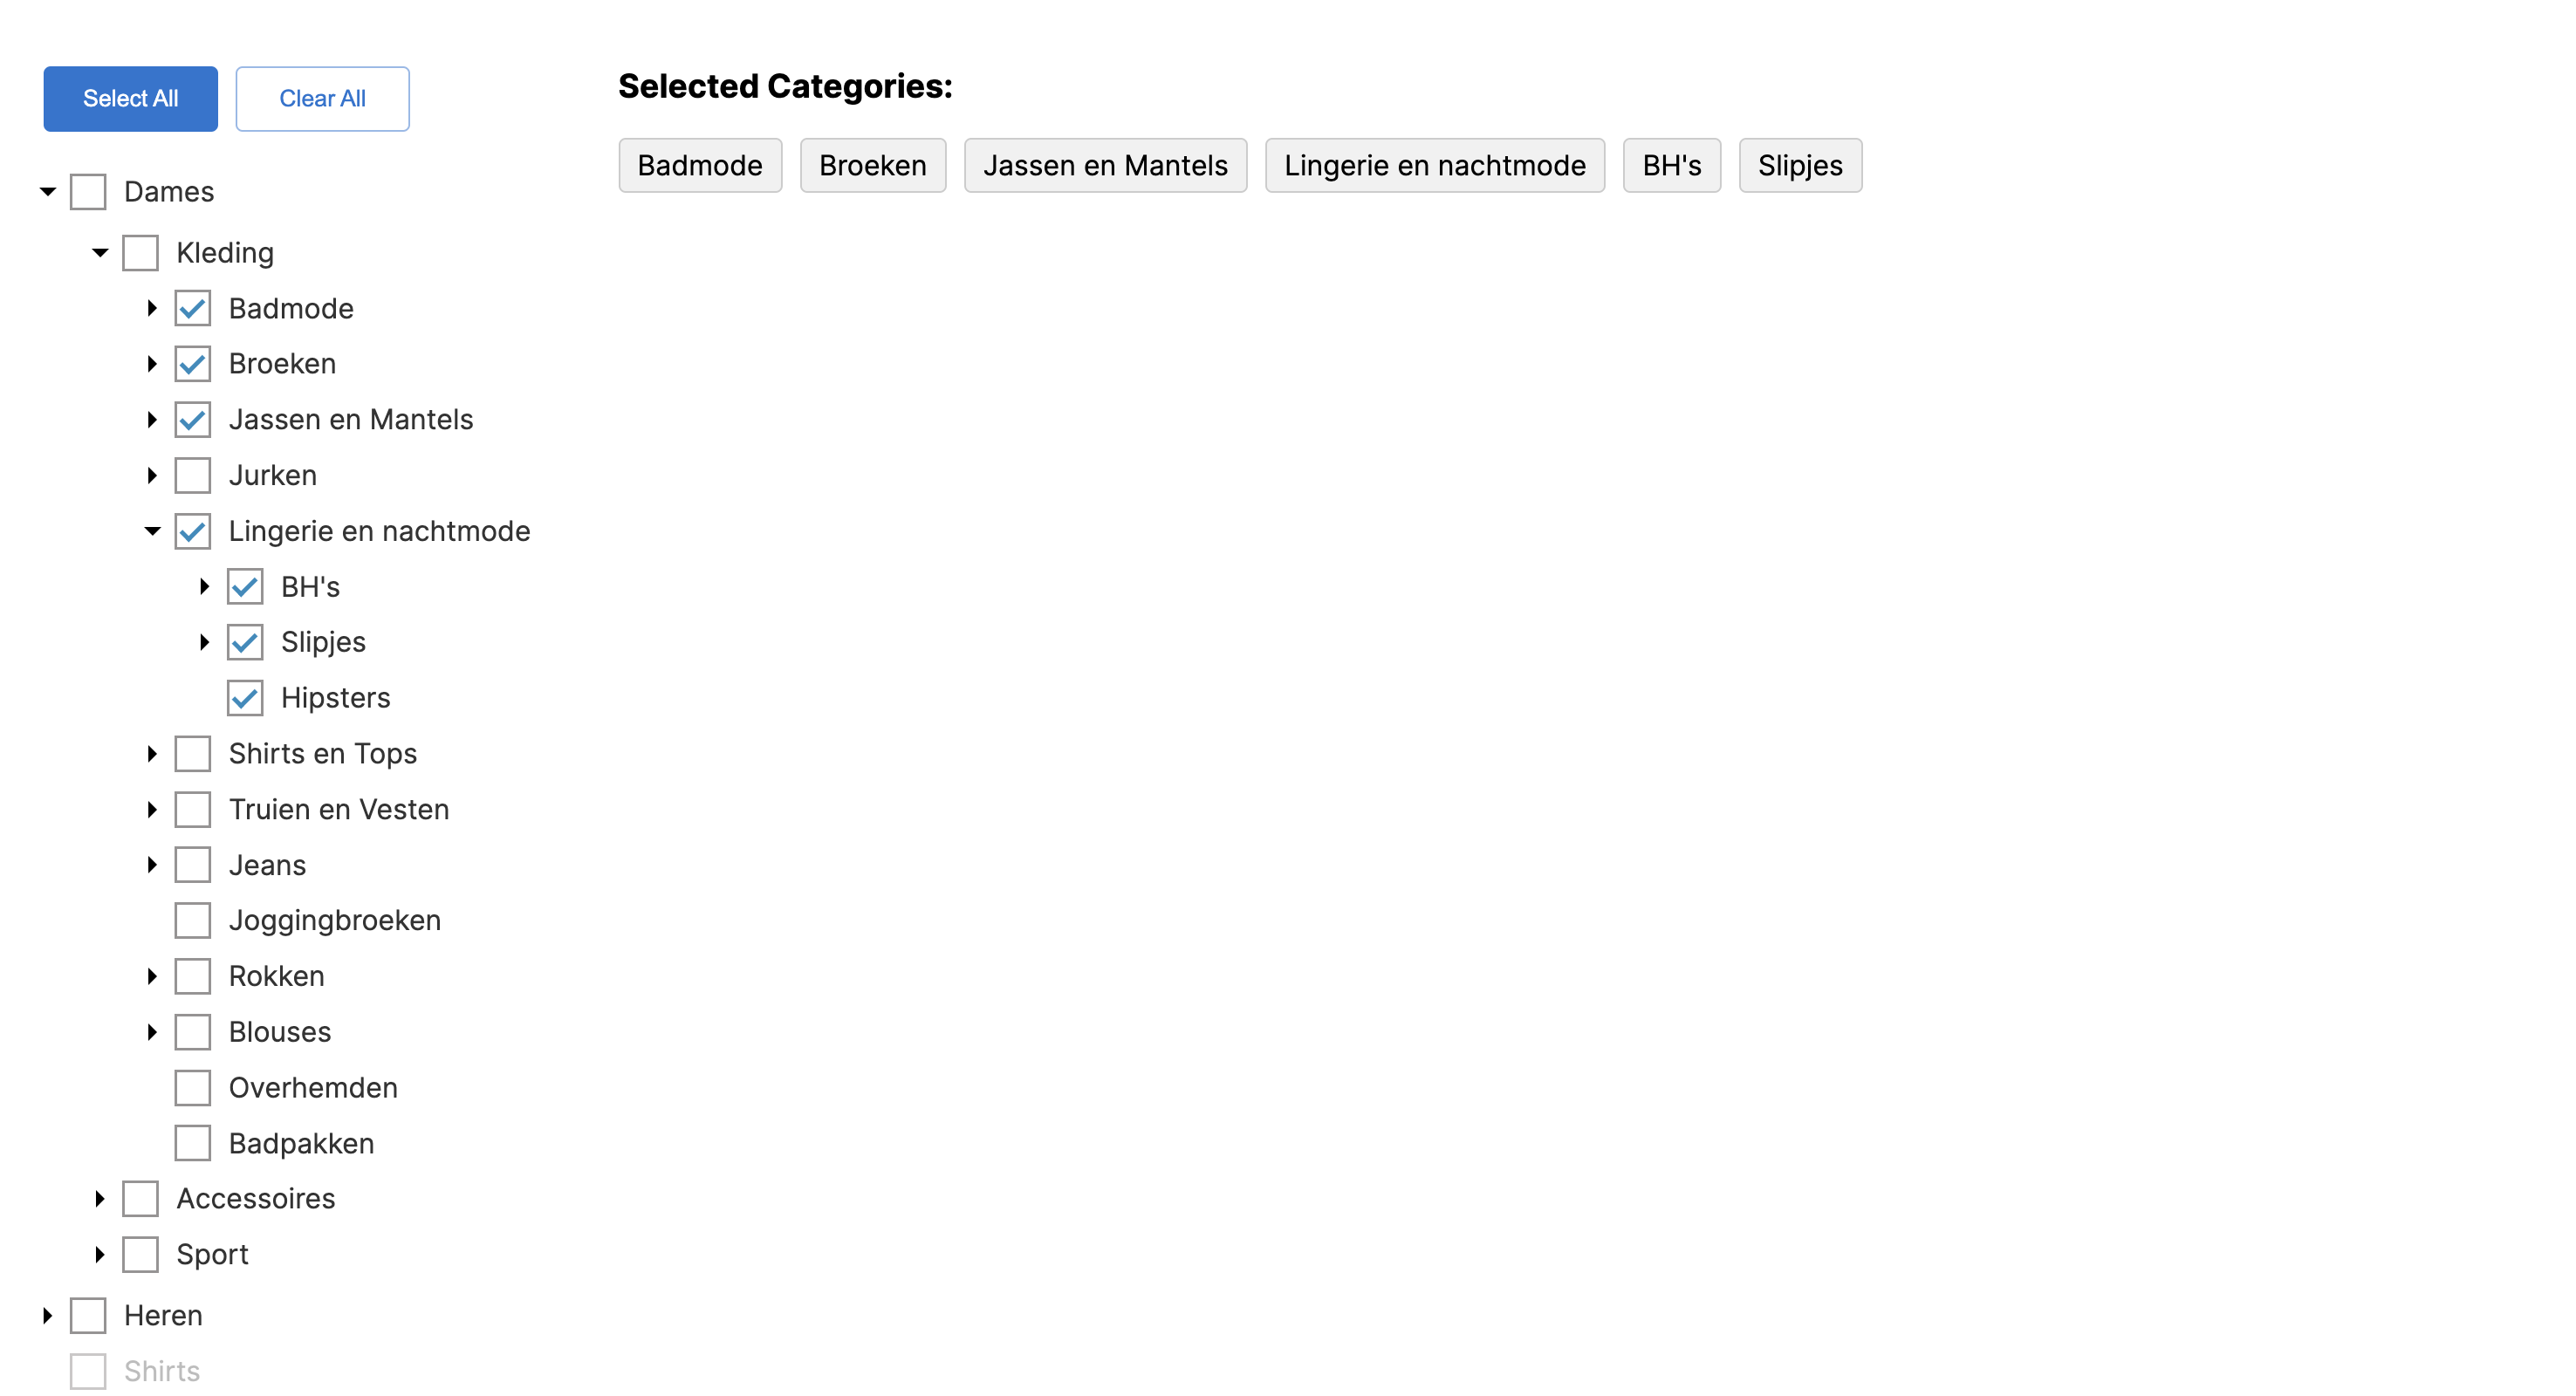 Select All
Clear All
Dames
Kleding
Badmode
Broeken
Jassen en Mantels
Jurken
Lingerie en nachtmode
BH's
Slipjes
Hipsters
Shirts en Tops
Truien en Vesten
Jeans
Joggingbroeken
Rokken
Blouses
Overhemden
Badpakken
Accessoires
Sport
Heren
Shirts
Selected Categories:
Badmode Broeken Jassen en Mantels Lingerie en nachtmode BH's Slipjes